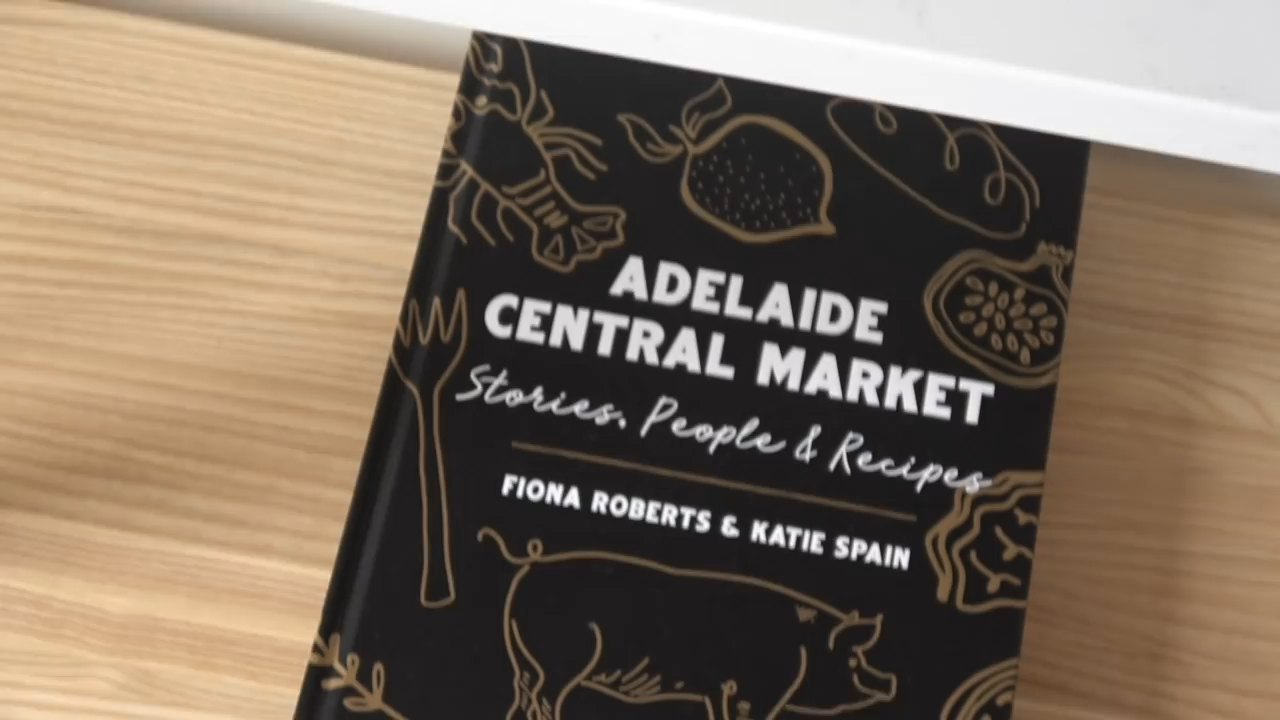 ADELAIDE
CENTRAL MARKET
Stories, People & Recipes
FIONA ROBERTS & KATIE SPAIN